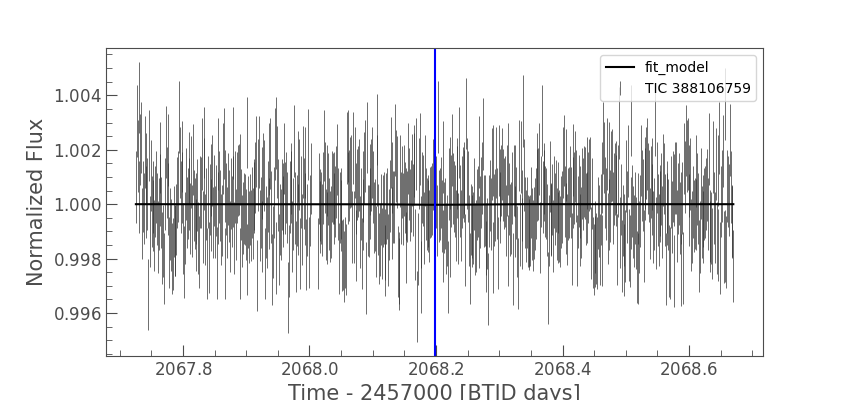 fit_model
TIC 388106759
1.004
1.002
1.000
0.998
0.996
Normalized Flux
2067.8 2068.0 2068.2 2068.4 2068.6
Time - 2457000 [BTJD days]